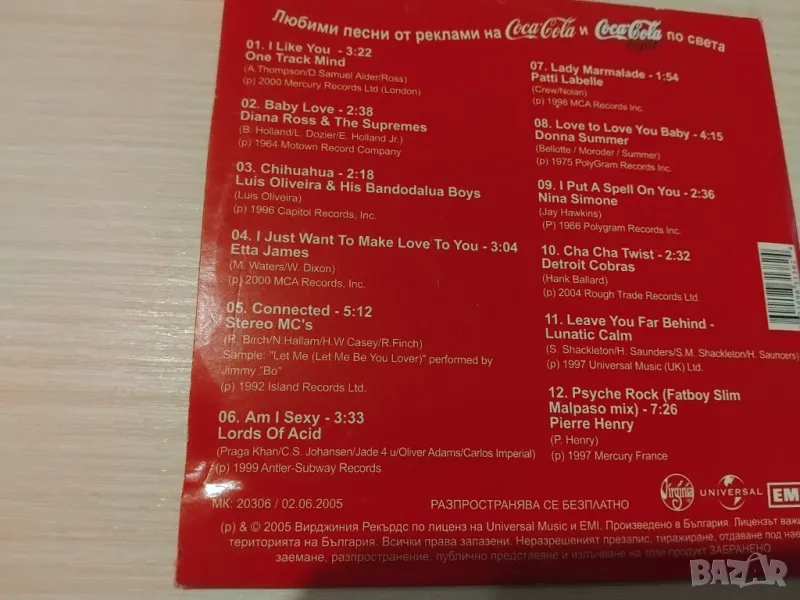 Любими песни от реклами на Coca-Cola и Coca-Cola light по света
01. I Like You - 3:22
One Track Mind
(A.Thompson/D.Samuel Aider/Ross)
(p) 2000 Mercury Records Ltd (London)
02. Baby Love - 2:38
Diana Ross & The Supremes
(B. Holland/L. Dozier/E. Holland Jr.)
(p) 1964 Motown Record Company
03. Chihuahua - 2:18
Luis Oliveira & His Bandodalua Boys
(Luis Oliveira)
(p) 1996 Capitol Records, Inc.
04. I Just Want To Make Love To You - 3:04
Etta James
(M. Waters/W. Dixon)
(p) 2000 MCA Records, Inc.
05. Connected - 5:12
Stereo MC's
(R. Birch/N.Hallam/H.W.Casey/R.Finch)
Sample: "Let Me (Let Me Be You Lover)" performed by
Jimmy "Bo"
(p) 1992 Island Records Ltd.
06. Am I Sexy - 3:33
Lords Of Acid
(Praga Khan/C.S. Johansen/Jade 4 u/Oliver Adams/Carlos Imperial)
(p) 1999 Antler-Subway Records
07. Lady Marmalade - 1:54
Patti Labelle
(Crew/Nolan)
(p) 1998 MCA Records Inc.
08. Love to Love You Baby - 4:15
Donna Summer
(Bellotte / Moroder / Summer)
(p) 1975 PolyGram Records Inc.
09. I Put A Spell On You - 2:36
Nina Simone
(Jay Hawkins)
(P) 1966 Polygram Records Inc.
10. Cha Cha Twist - 2:32
Detroit Cobras
(Hank Ballard)
(p) 2004 Rough Trade Records Ltd.
11. Leave You Far Behind -
Lunatic Calm
(S. Shackleton/H. Saunders/S.M. Shackleton/H. Sauncers)
(p) 1997 Universal Music (UK) Ltd.
12. Psyche Rock (Fatboy Slim
Malpaso mix) - 7:26
Pierre Henry
(P. Henry)
(p) 1997 Mercury France
МК: 20306 / 02.06.2005
РАЗПРОСТРАНЯВА СЕ БЕЗПЛАТНО
Virginia
UNIVERSAL
EMI
(p) & © 2005 Вирджиния Рекърдс по лиценз на Universal Music и EMI. Произведено в България. Лицензът важи
територията на България. Всички права запазени. Неразрешеният презапис, тиражиране, отдаване под нае
заемане, разпространение, публично представяне и излъчване на този продукт ЗАБРАНЕНО
BAZAR